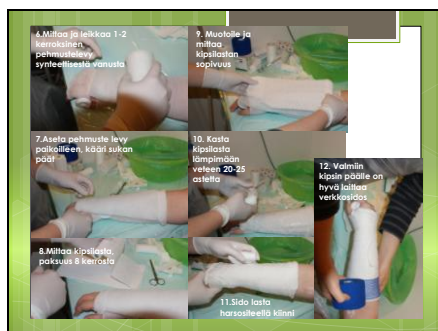 6.Mittaa ja leikkaa 1-2
kerroksinen
pehmustelevy
synteettisestä vanusta
7.Aseta pehmuste levy
paikoilleen, kääri sukan
päät
8.Mittaa kipsilasta,
paksuus 8 kerrosta
9. Muotoile ja
mittaa
kipsilastan
sopivuus
10. Kasta
kipsilasta
lämpimään
veteen 20-25
astetta
11.Sido lasta
harsositeellä kiinni
12. Valmiin
kipsin päälle on
hyvä laittaa
verkkosidos